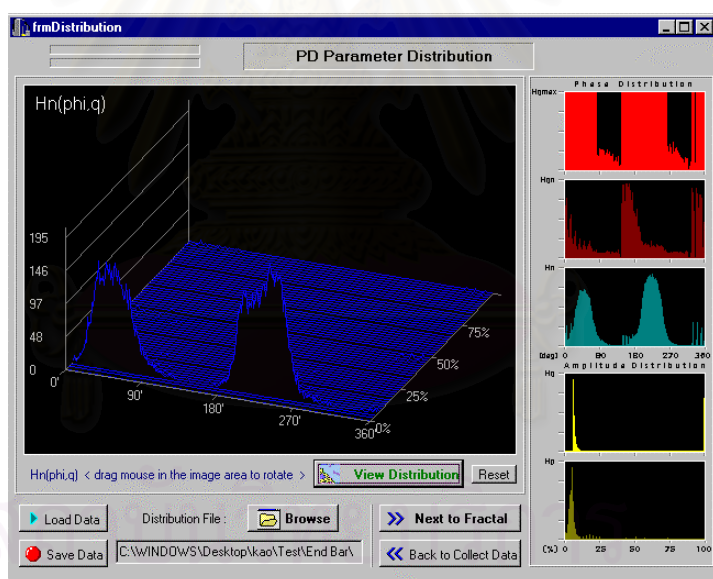 frmDistribution
PD Parameter Distribution
Hn(phi,q)
195
146
97
48
0
0'
90'
180'
270'
360'
0%
25%
50%
75%
Hn(phi,q) < drag mouse in the image area to rotate >
View Distribution
Reset
Load Data
Distribution File :
Browse
Next to Fractal
Save Data
C:\WINDOWS\Desktop\kao\Test\End Bar\
Back to Collect Data
Phase Distribution
Hqmax
Hqn
Hn
(deg) 0 90 180 270 360
Amplitude Distribution
Hq
(%) 0 25 50 75 100